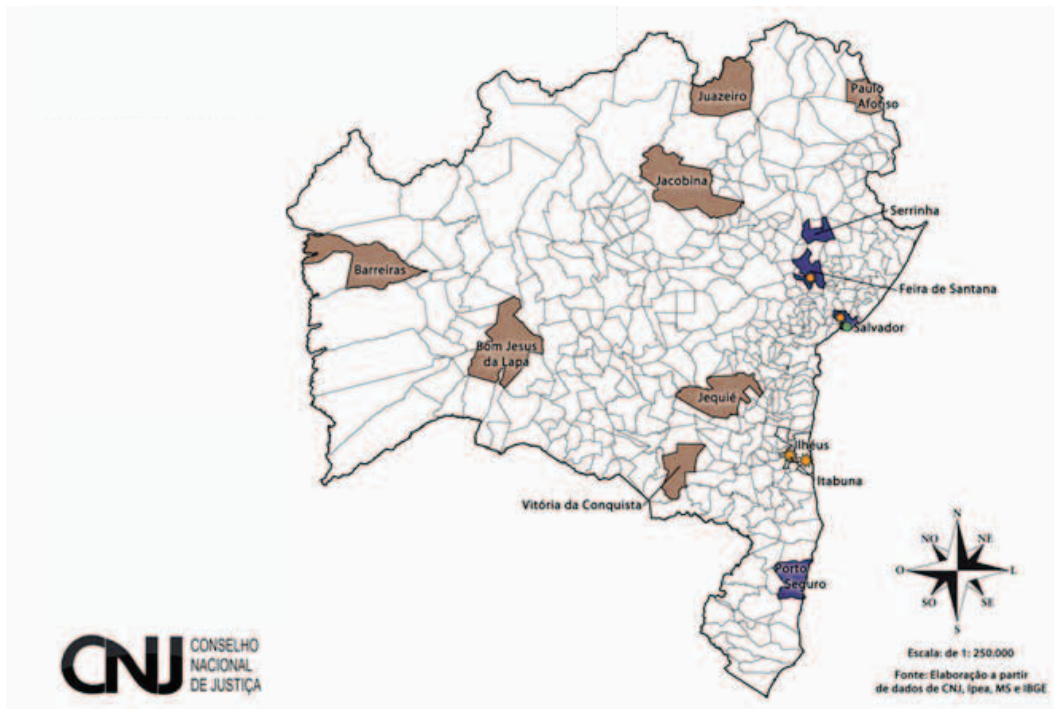 Juazeiro
Paulo
Afonso
Jacobina
Serrinha
Barreiras
Feira de Santana
Salvador
Bom Jesus
da Lapa
Jequié
Ilhéus
Itabuna
Vitória da Conquista
Porto
Seguro
N
NO
NE
O
L
SO
SE
S
CNJ
CONSELHO
NACIONAL
DE JUSTIÇA
Escala: de 1: 250.000
Fonte: Elaboração a partir
de dados de CNJ, Ipea, MS e IBGE